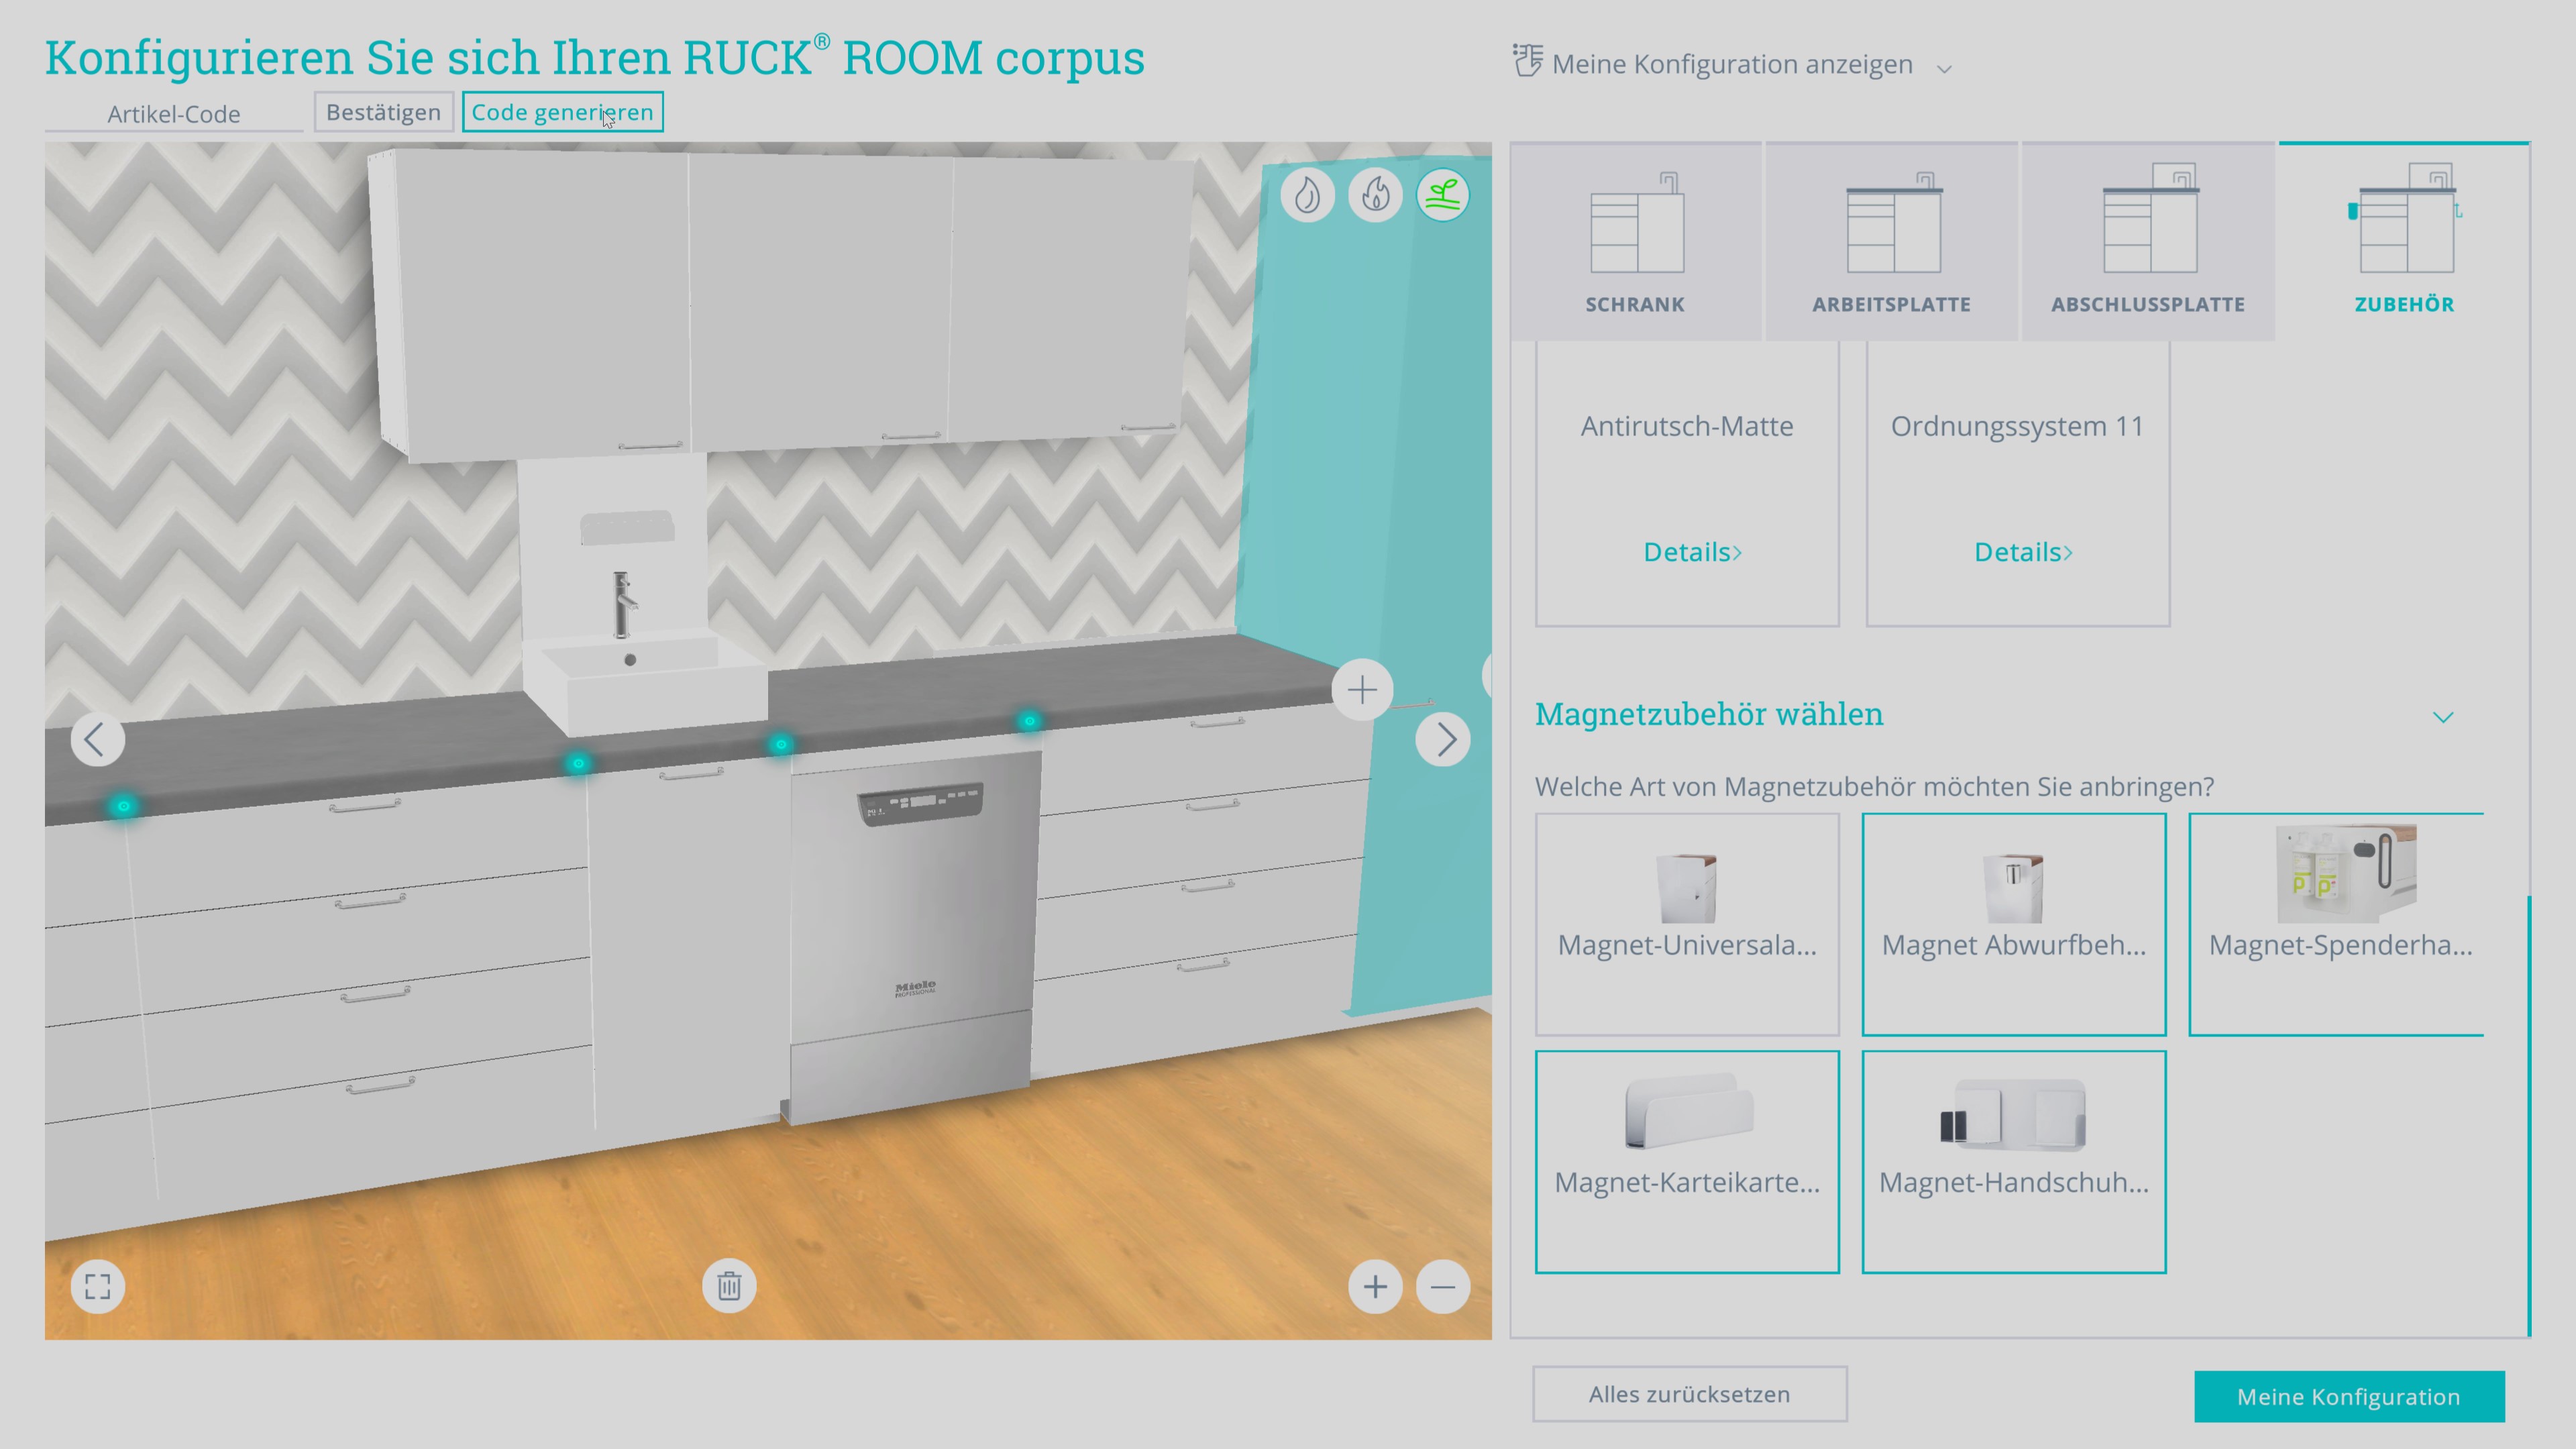 Konfigurieren Sie sich Ihren RUCK® ROOM corpus
Meine Konfiguration anzeigen
Artikel-Code
Bestätigen
Code generieren
SCHRANK
ARBEITSPLATTE
ABSCHLUSSPLATTE
ZUBEHÖR
Antirutsch-Matte
Ordnungssystem 11
Details
Details
Magnetzubehör wählen
Welche Art von Magnetzubehör möchten Sie anbringen?
Magnet-Universala...
Magnet Abwurfbeh...
Magnet-Spenderha...
Magnet-Karteikarte...
Magnet-Handschuh...
Miele
PROFESSIONAL
Alles zurücksetzen
Meine Konfiguration